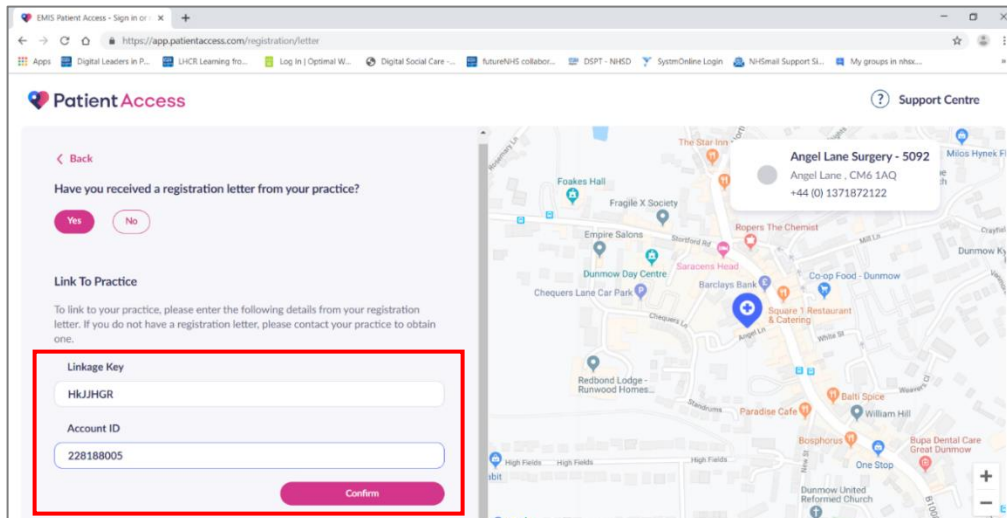 EMIS Patient Access - Sign in or r
https://app.patientaccess.com/registration/letter
Apps Digital Leaders in P... LHCR Learning fro... Log In | Optimal W... Digital Social Care -... futureNHS collabor... DSPT - NHSD SystmOnline Login NHSmail Support Si... My groups in nhsx...
Patient Access
? Support Centre
Back
Have you received a registration letter from your practice?
Yes No
Link To Practice
To link to your practice, please enter the following details from your registration
letter. If you do not have a registration letter, please contact your practice to obtain
one.
Linkage Key
HkJJHGR
Account ID
228188005
Confirm
Angel Lane Surgery - 5092
Angel Lane , CM6 1AQ
+44 (0) 1371872122
The Star Inn
Milos Hynek
Foakes Hall
Fragile X Society
Ropers The Chemist
Empire Salons
Stortford Rd
Mill Ln
Saracens Head
Dunmow Day Centre
Barclays Bank
Co-op Food - Dunmow
Chequers Lane Car Park
Square 1 Restaurant
& Catering
Chequers Ln
Angel Ln
White St
Redbond Lodge -
Runwood Homes...
Balti Spice
Standrums
Paradise Cafe
William Hill
Bosphorus
Bupa Dental Care
Great Dunmow
One Stop
High Fields High Fields High Fields
New St
Dunmow United
Reformed Church
B1008